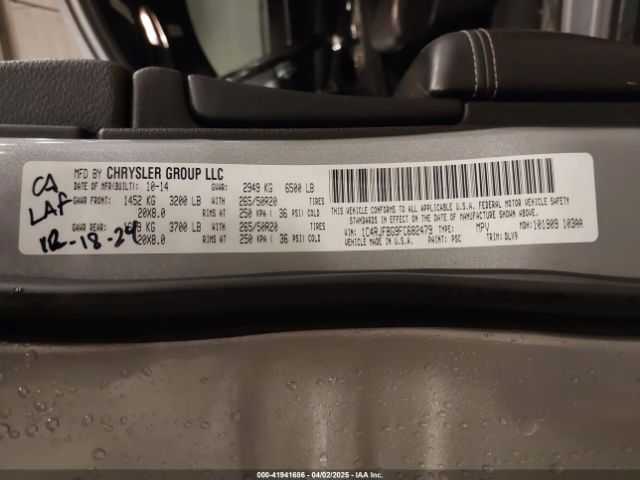 MFD BY CHRYSLER GROUP LLC
DATE OF MFR(BUILT): 10-14 GVWR: 2949 KG 6500 LB
GAWR FRONT: 1452 KG 3200 LB WITH 265/50R20 TIRES
20X8.0 RIMS AT 250 KPA ( 36 PSI) COLD
GAWR REAR: KG 3700 LB WITH 265/50R20 TIRES
20X8.0 RIMS AT 250 KPA ( 36 PSI) COLD
CA
LAF
12-18-24
THIS VEHICLE CONFORMS TO ALL APPLICABLE U.S.A. FEDERAL MOTOR VEHICLE SAFETY
STANDARDS IN EFFECT ON THE DATE OF MANUFACTURE SHOWN ABOVE.
VIN: 1C4RJFBG9FC682479 TYPE: MPV MDH: 101909 109AA
MADE IN U.S.A. PAINT: PSC TRIM: DLX9
000-41941686 - 04/02/2025 - IAA Inc.